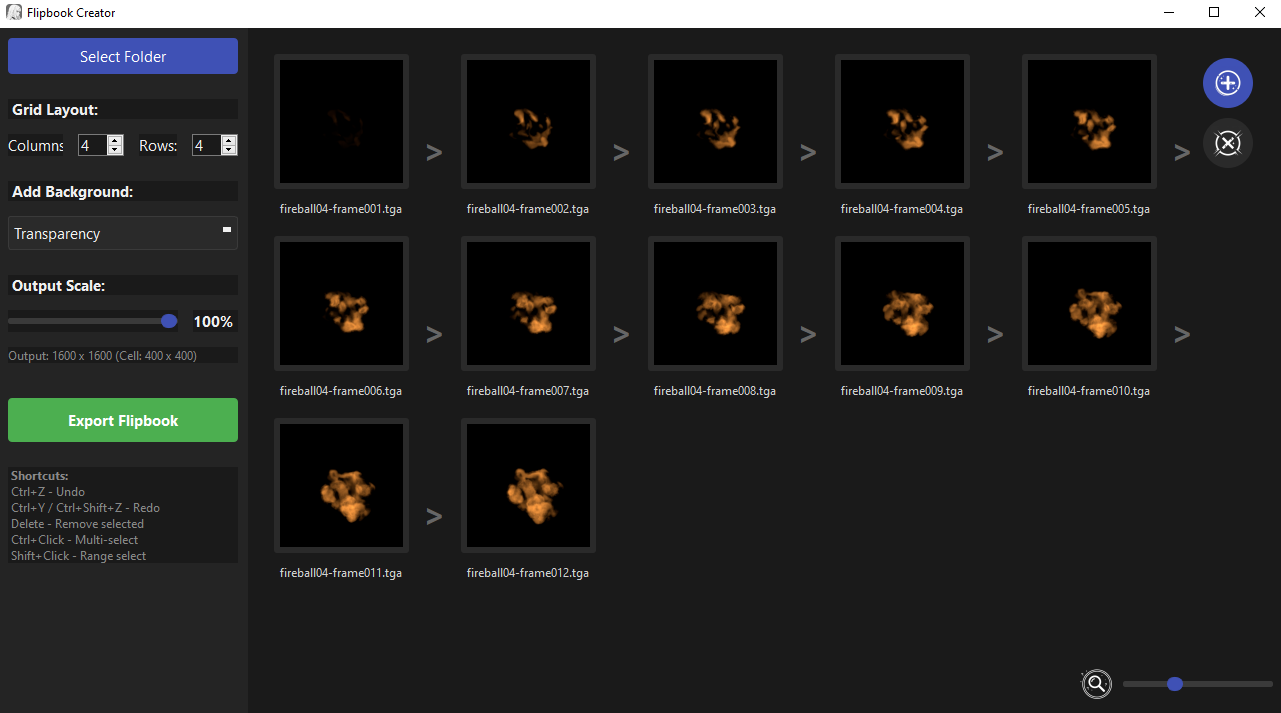 Flipbook Creator
Select Folder
Grid Layout:
Columns 4 Rows: 4
Add Background:
Transparency
Output Scale:
100%
Output: 1600 x 1600 (Cell: 400 x 400)
Export Flipbook
Shortcuts:
Ctrl+Z - Undo
Ctrl+Y / Ctrl+Shift+Z - Redo
Delete - Remove selected
Ctrl+Click - Multi-select
Shift+Click - Range select
> > > > >
fireball04-frame001.tga fireball04-frame002.tga fireball04-frame003.tga fireball04-frame004.tga fireball04-frame005.tga
> > > > >
fireball04-frame006.tga fireball04-frame007.tga fireball04-frame008.tga fireball04-frame009.tga fireball04-frame010.tga
>
fireball04-frame011.tga fireball04-frame012.tga